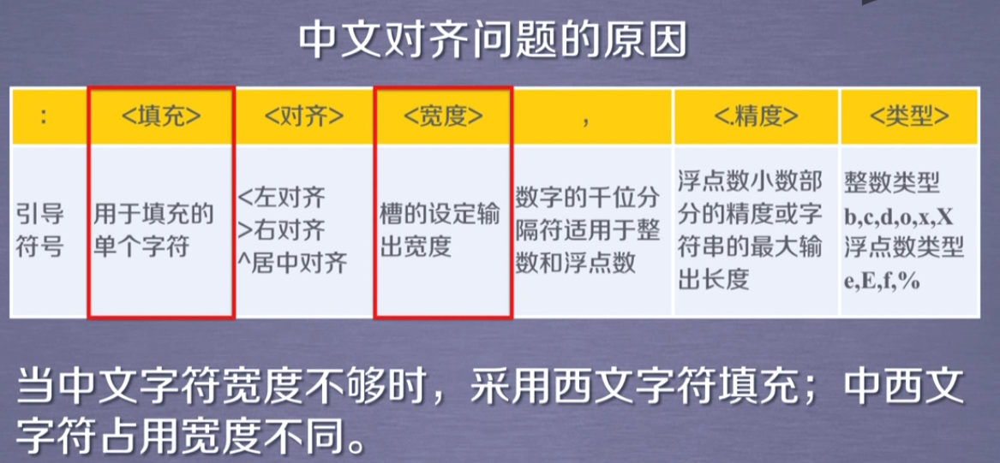 中文对齐问题的原因
: <填充> <对齐> <宽度> , <.精度> <类型>
引导
符号
用于填充的
单个字符
<左对齐
>右对齐
^居中对齐
槽的设定输
出宽度
数字的千位分
隔符适用于整
数和浮点数
浮点数小数部
分的精度或字
符串的最大输
出长度
整数类型
b,c,d,o,x,X
浮点数类型
e,E,f,%
当中文字符宽度不够时，采用西文字符填充；中西文
字符占用宽度不同。